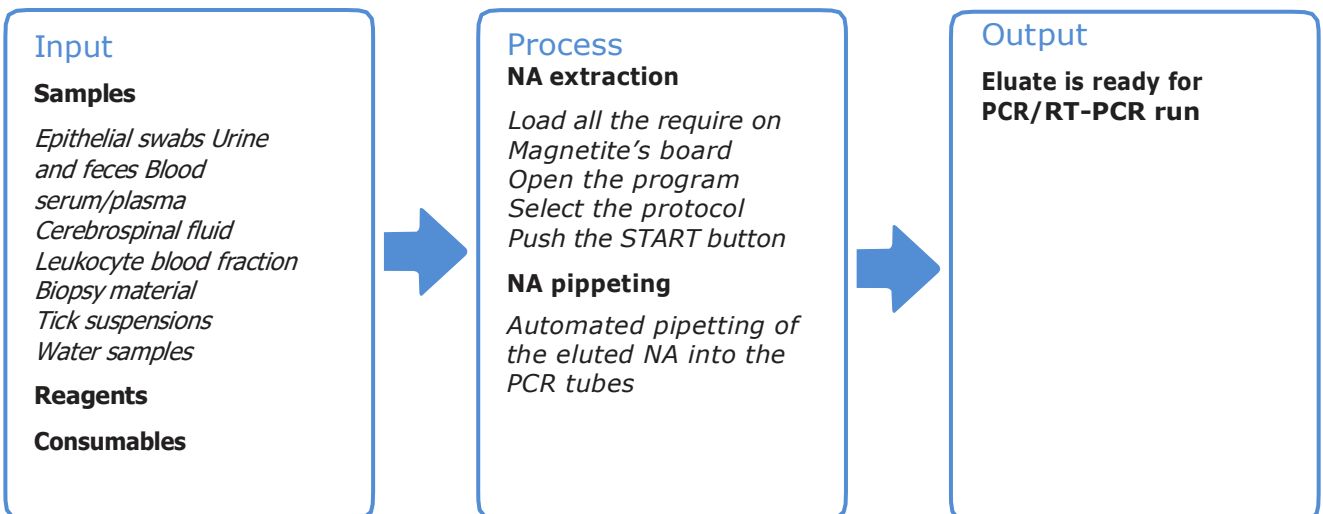 Input
Samples
Epithelial swabs Urine
and feces Blood
serum/plasma
Cerebrospinal fluid
Leukocyte blood fraction
Biopsy material
Tick suspensions
Water samples
Reagents
Consumables
Process
NA extraction
Load all the require on
Magnetite’s board
Open the program
Select the protocol
Push the START button
NA pippeting
Automated pipetting of
the eluted NA into the
PCR tubes
Output
Eluate is ready for
PCR/RT-PCR run